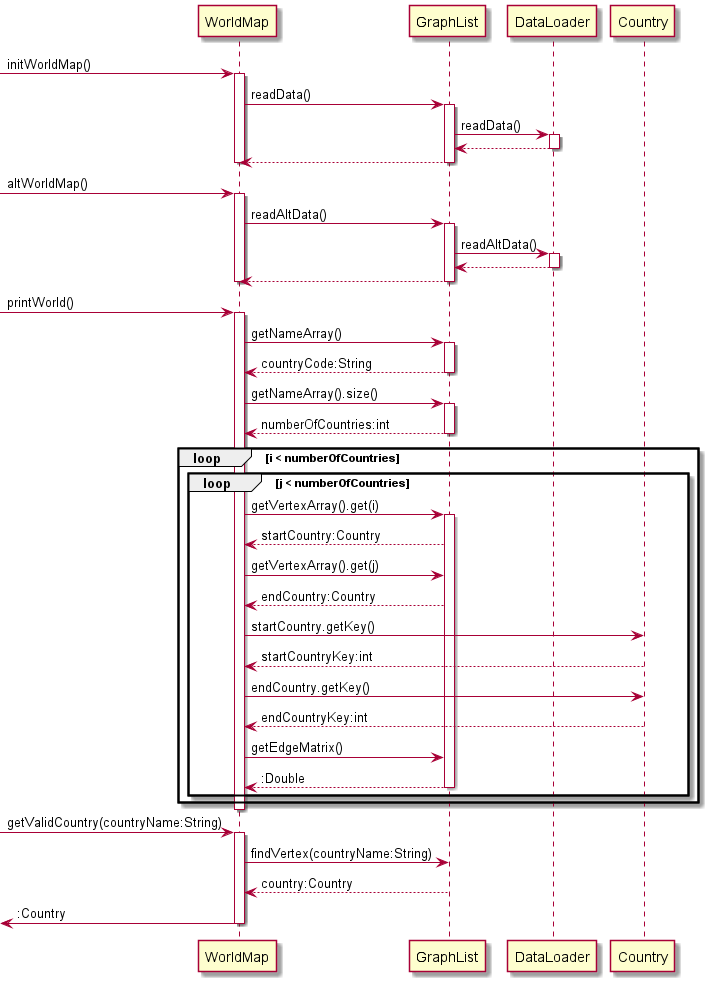 WorldMap GraphList DataLoader Country
initWorldMap()
readData()
readData()
altWorldMap()
readAltData()
readAltData()
printWorld()
getNameArray()
countryCode:String
getNameArray().size()
numberOfCountries:int
loop [i < numberOfCountries]
loop [j < numberOfCountries]
getVertexArray().get(i)
startCountry:Country
getVertexArray().get(j)
endCountry:Country
startCountry.getKey()
startCountryKey:int
endCountry.getKey()
endCountryKey:int
getEdgeMatrix()
:Double
getValidCountry(countryName:String)
findVertex(countryName:String)
country:Country
:Country
WorldMap GraphList DataLoader Country